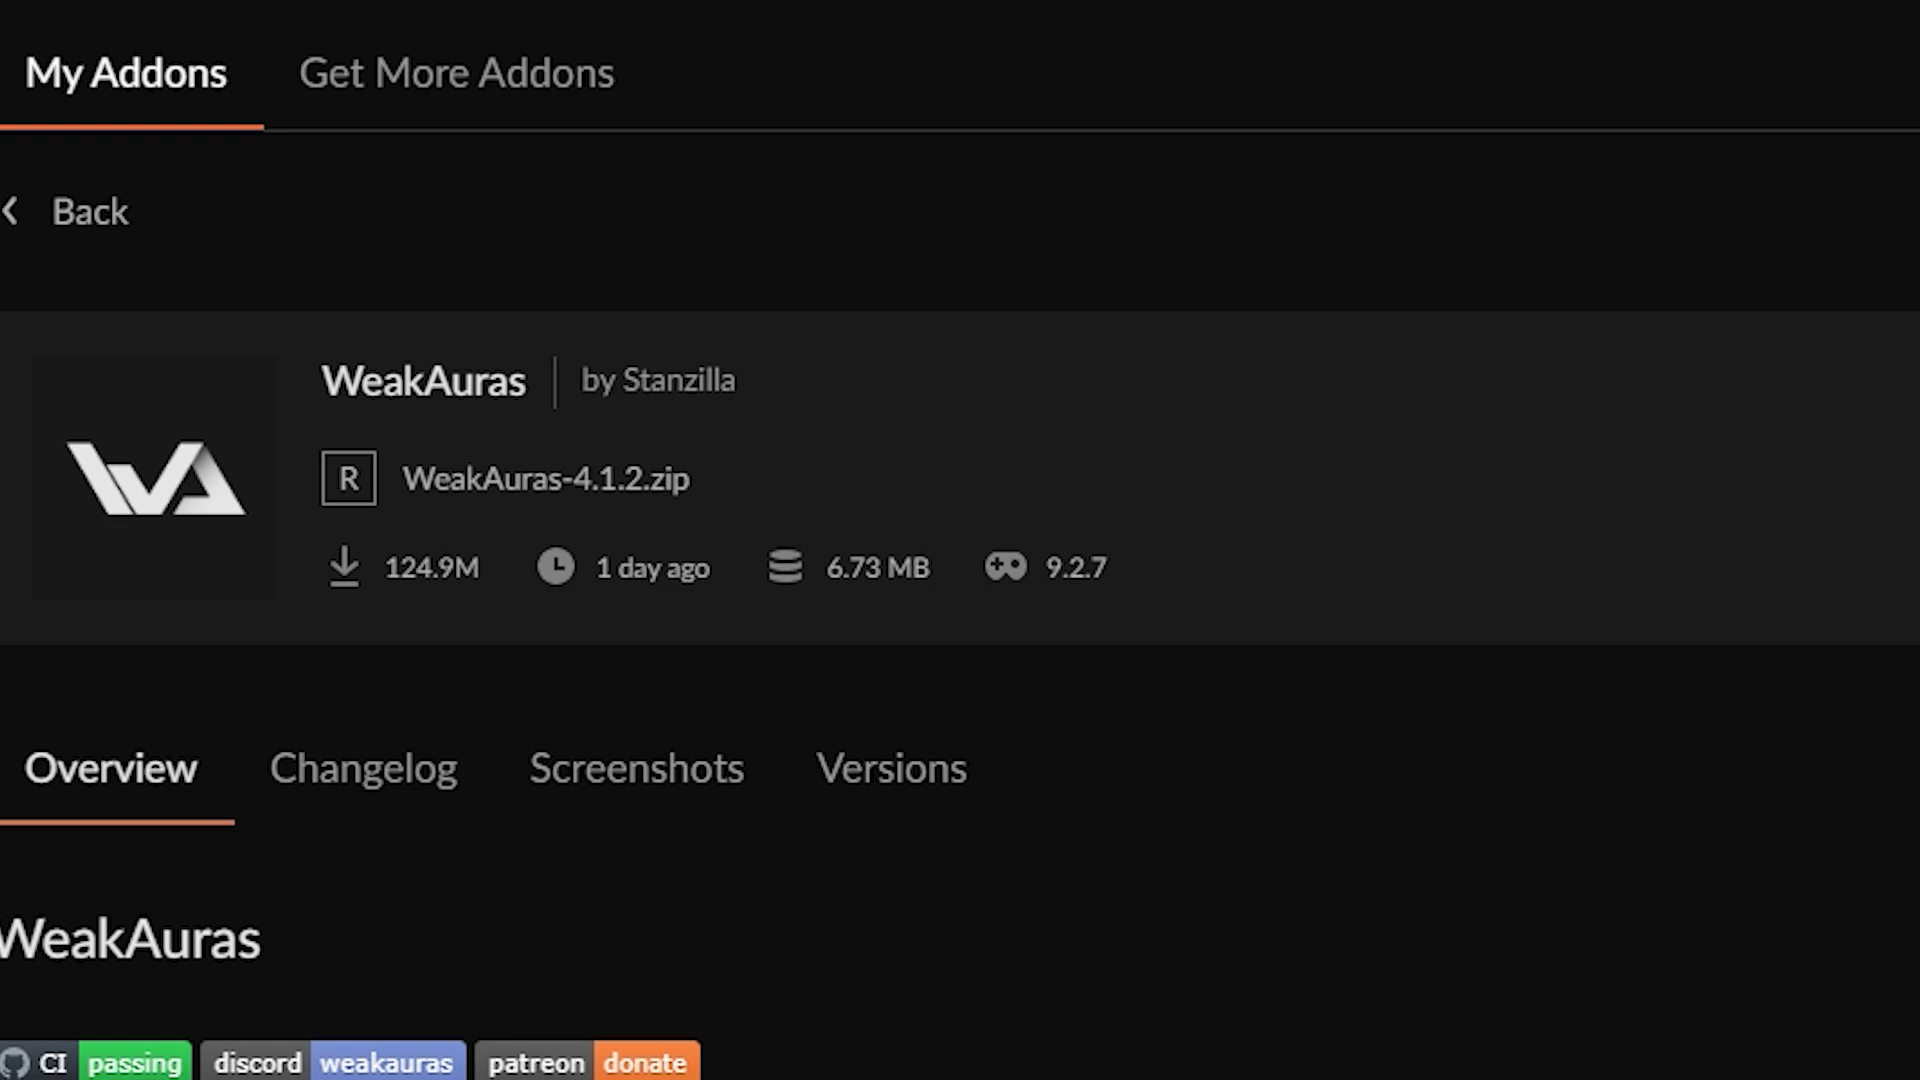 My Addons Get More Addons
Back
WeakAuras by Stanzilla
R WeakAuras-4.1.2.zip
124.9M 1 day ago 6.73 MB 9.2.7
Overview Changelog Screenshots Versions
WeakAuras
CI passing discord weakauras patreon donate